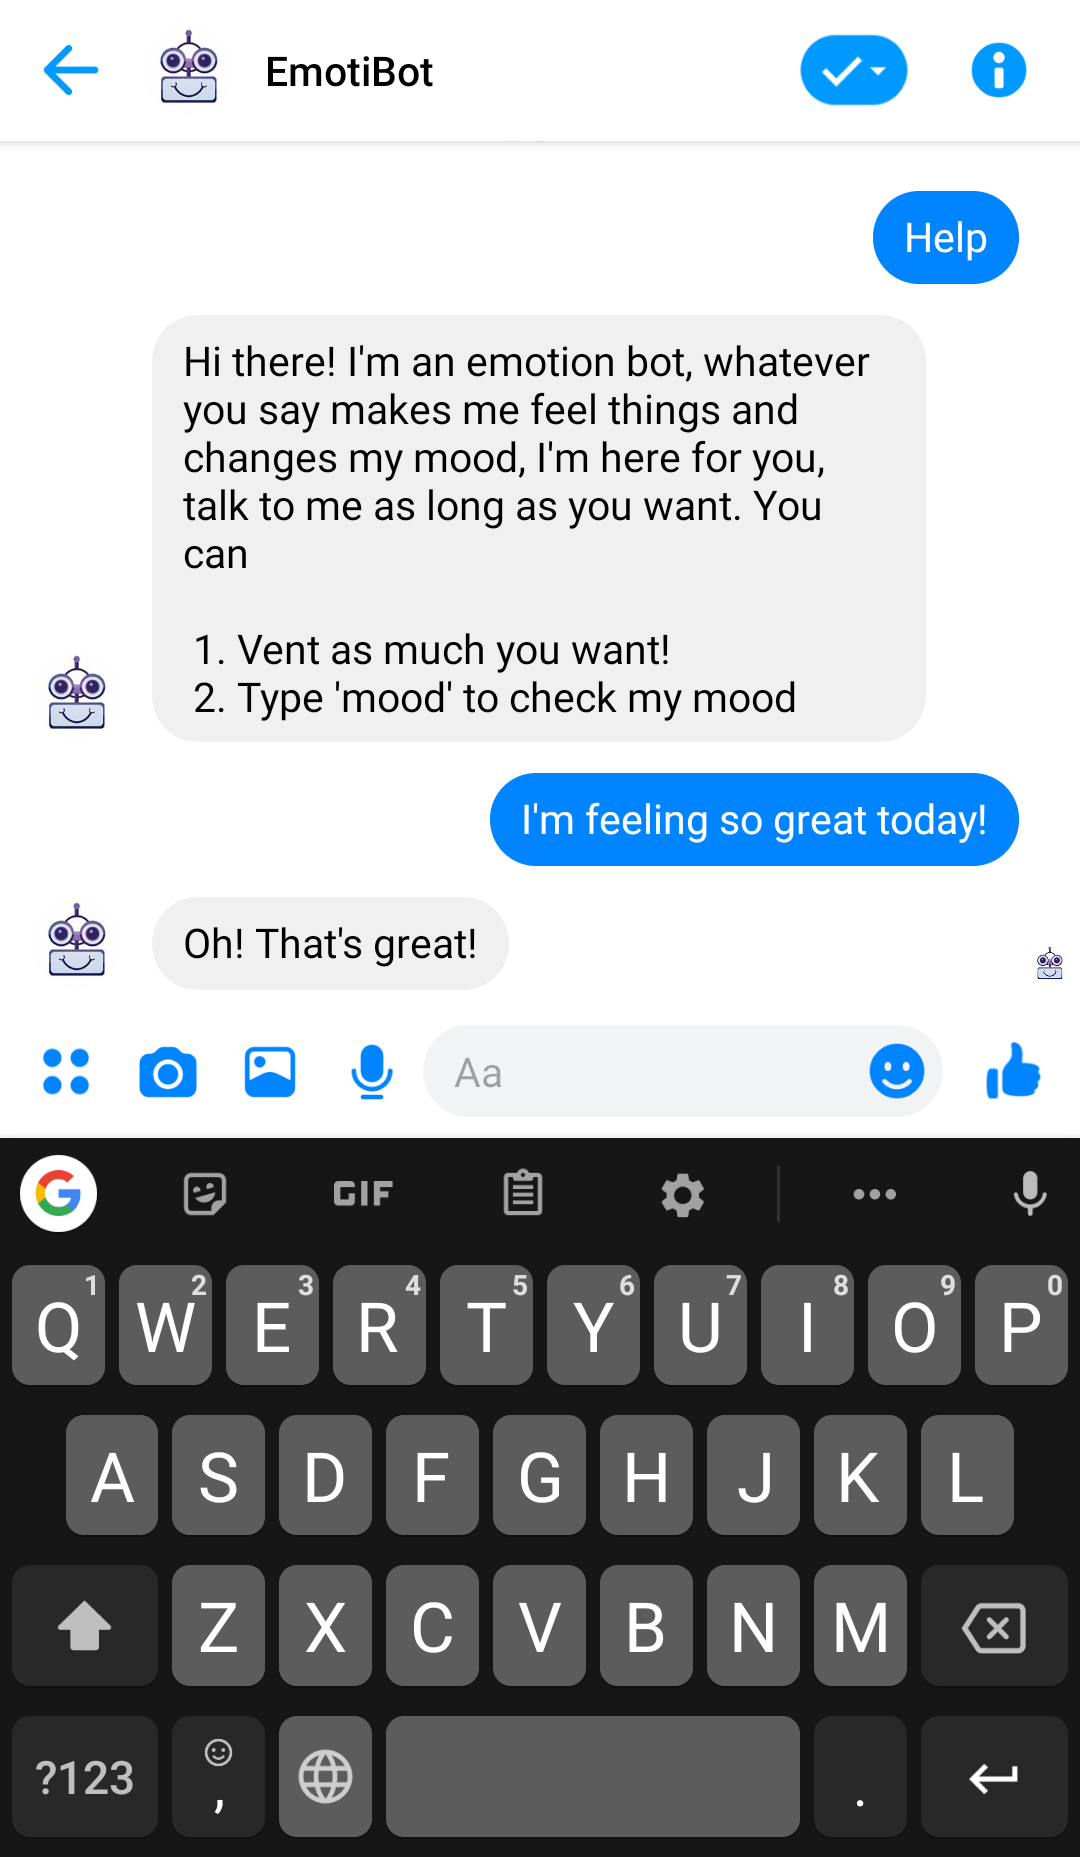 EmotiBot
Help
Hi there! I'm an emotion bot, whatever
you say makes me feel things and
changes my mood, I'm here for you,
talk to me as long as you want. You
can
1. Vent as much you want!
2. Type 'mood' to check my mood
I'm feeling so great today!
Oh! That's great!
Aa
G GIF
1 2 3 4 5 6 7 8 9 0
Q W E R T Y U I O P
A S D F G H J K L
Z X C V B N M
?123 , .